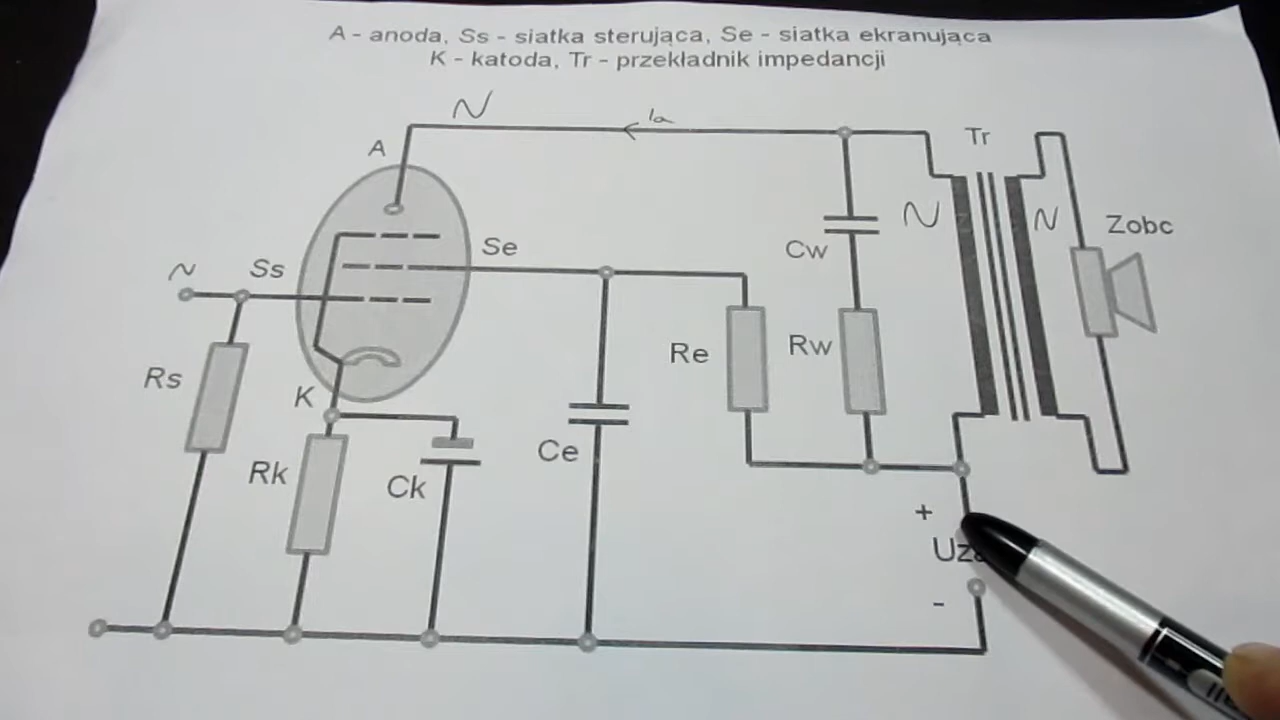 A - anoda, Ss - siatka sterująca, Se - siatka ekranująca
K - katoda, Tr - przekładnik impedancji
Ia
A
Tr
Se
Zobc
Ss
Cw
Re
Rw
Rs
K
Ce
Rk
Ck
+
-